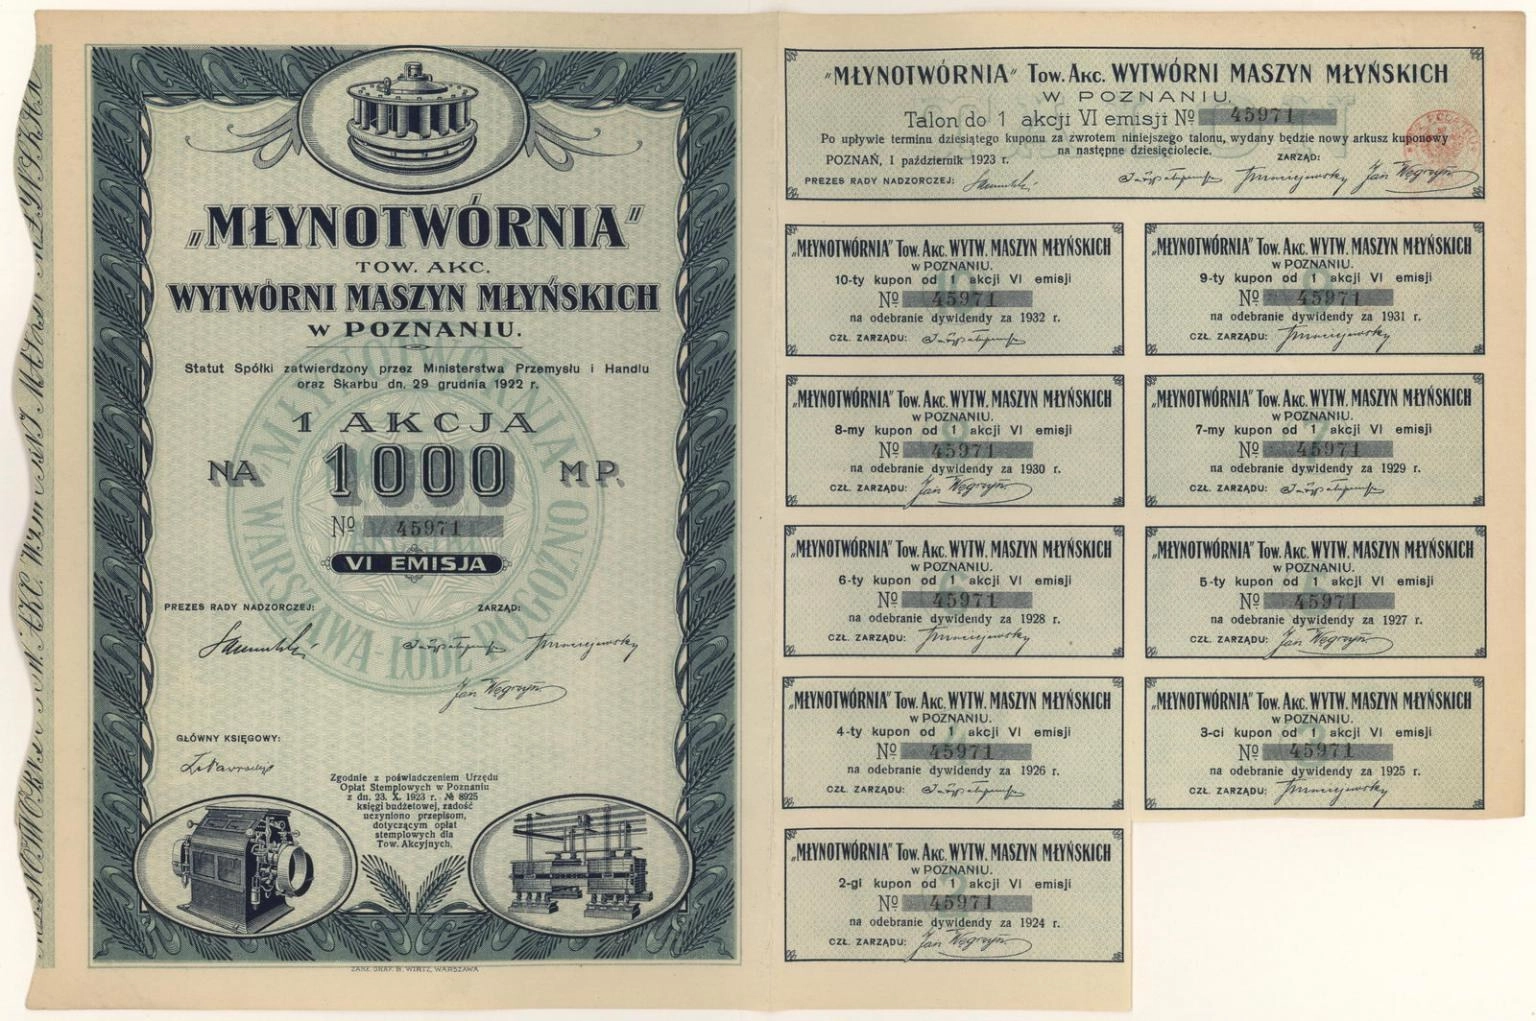 „MŁYNOTWÓRNIA"
TOW. AKC.
WYTWÓRNI MASZYN MŁYŃSKICH
W POZNANIU.
Statut Spółki zatwierdzony przez Ministerstwa Przemysłu i Handlu
oraz Skarbu dn. 29 grudnia 1922 r.
1 AKCJA
NA 1000 MP.
No 45971
VI EMISJA
MŁYNOTWÓRNIA
WARSZAWA-ŁÓDŹ-ROGOŹNO
PREZES RADY NADZORCZEJ: ZARZĄD:
Jan Węgrzyn
GŁÓWNY KSIĘGOWY:
Zgodnie z poświadczeniem Urzędu
Opłat Stemplowych w Poznaniu
z dn. 23. X. 1923 r. № 8925
księgi budżetowej, zadość
uczyniono przepisom,
dotyczącym opłat
stemplowych dla
Tow. Akcyjnych.
ZAKŁ. GRAF. B. WIRTZ, WARSZAWA
„MŁYNOTWÓRNIA" Tow. Akc. WYTWÓRNI MASZYN MŁYŃSKICH
W POZNANIU.
Talon do 1 akcji VI emisji No 45971
Po upływie terminu dziesiątego kuponu za zwrotem niniejszego talonu, wydany będzie nowy arkusz kuponowy
na następne dziesięciolecie.
POZNAŃ, 1 październik 1923 r. ZARZĄD:
PREZES RADY NADZORCZEJ: Jan Węgrzyn
„MŁYNOTWÓRNIA" Tow. Akc. WYTW. MASZYN MŁYŃSKICH
w POZNANIU.
10-ty kupon od 1 akcji VI emisji
No 45971
na odebranie dywidendy za 1932 r.
CZŁ. ZARZĄDU:
„MŁYNOTWÓRNIA" Tow. Akc. WYTW. MASZYN MŁYŃSKICH
w POZNANIU.
9-ty kupon od 1 akcji VI emisji
No 45971
na odebranie dywidendy za 1931 r.
CZŁ. ZARZĄDU:
„MŁYNOTWÓRNIA" Tow. Akc. WYTW. MASZYN MŁYŃSKICH
w POZNANIU.
8-my kupon od 1 akcji VI emisji
No 45971
na odebranie dywidendy za 1930 r.
CZŁ. ZARZĄDU: Jan Węgrzyn
„MŁYNOTWÓRNIA" Tow. Akc. WYTW. MASZYN MŁYŃSKICH
w POZNANIU.
7-my kupon od 1 akcji VI emisji
No 45971
na odebranie dywidendy za 1929 r.
CZŁ. ZARZĄDU:
„MŁYNOTWÓRNIA" Tow. Akc. WYTW. MASZYN MŁYŃSKICH
w POZNANIU.
6-ty kupon od 1 akcji VI emisji
No 45971
na odebranie dywidendy za 1928 r.
CZŁ. ZARZĄDU:
„MŁYNOTWÓRNIA" Tow. Akc. WYTW. MASZYN MŁYŃSKICH
w POZNANIU.
5-ty kupon od 1 akcji VI emisji
No 45971
na odebranie dywidendy za 1927 r.
CZŁ. ZARZĄDU: Jan Węgrzyn
„MŁYNOTWÓRNIA" Tow. Akc. WYTW. MASZYN MŁYŃSKICH
w POZNANIU.
4-ty kupon od 1 akcji VI emisji
No 45971
na odebranie dywidendy za 1926 r.
CZŁ. ZARZĄDU:
„MŁYNOTWÓRNIA" Tow. Akc. WYTW. MASZYN MŁYŃSKICH
w POZNANIU.
3-ci kupon od 1 akcji VI emisji
No 45971
na odebranie dywidendy za 1925 r.
CZŁ. ZARZĄDU:
„MŁYNOTWÓRNIA" Tow. Akc. WYTW. MASZYN MŁYŃSKICH
w POZNANIU.
2-gi kupon od 1 akcji VI emisji
No 45971
na odebranie dywidendy za 1924 r.
CZŁ. ZARZĄDU: Jan Węgrzyn